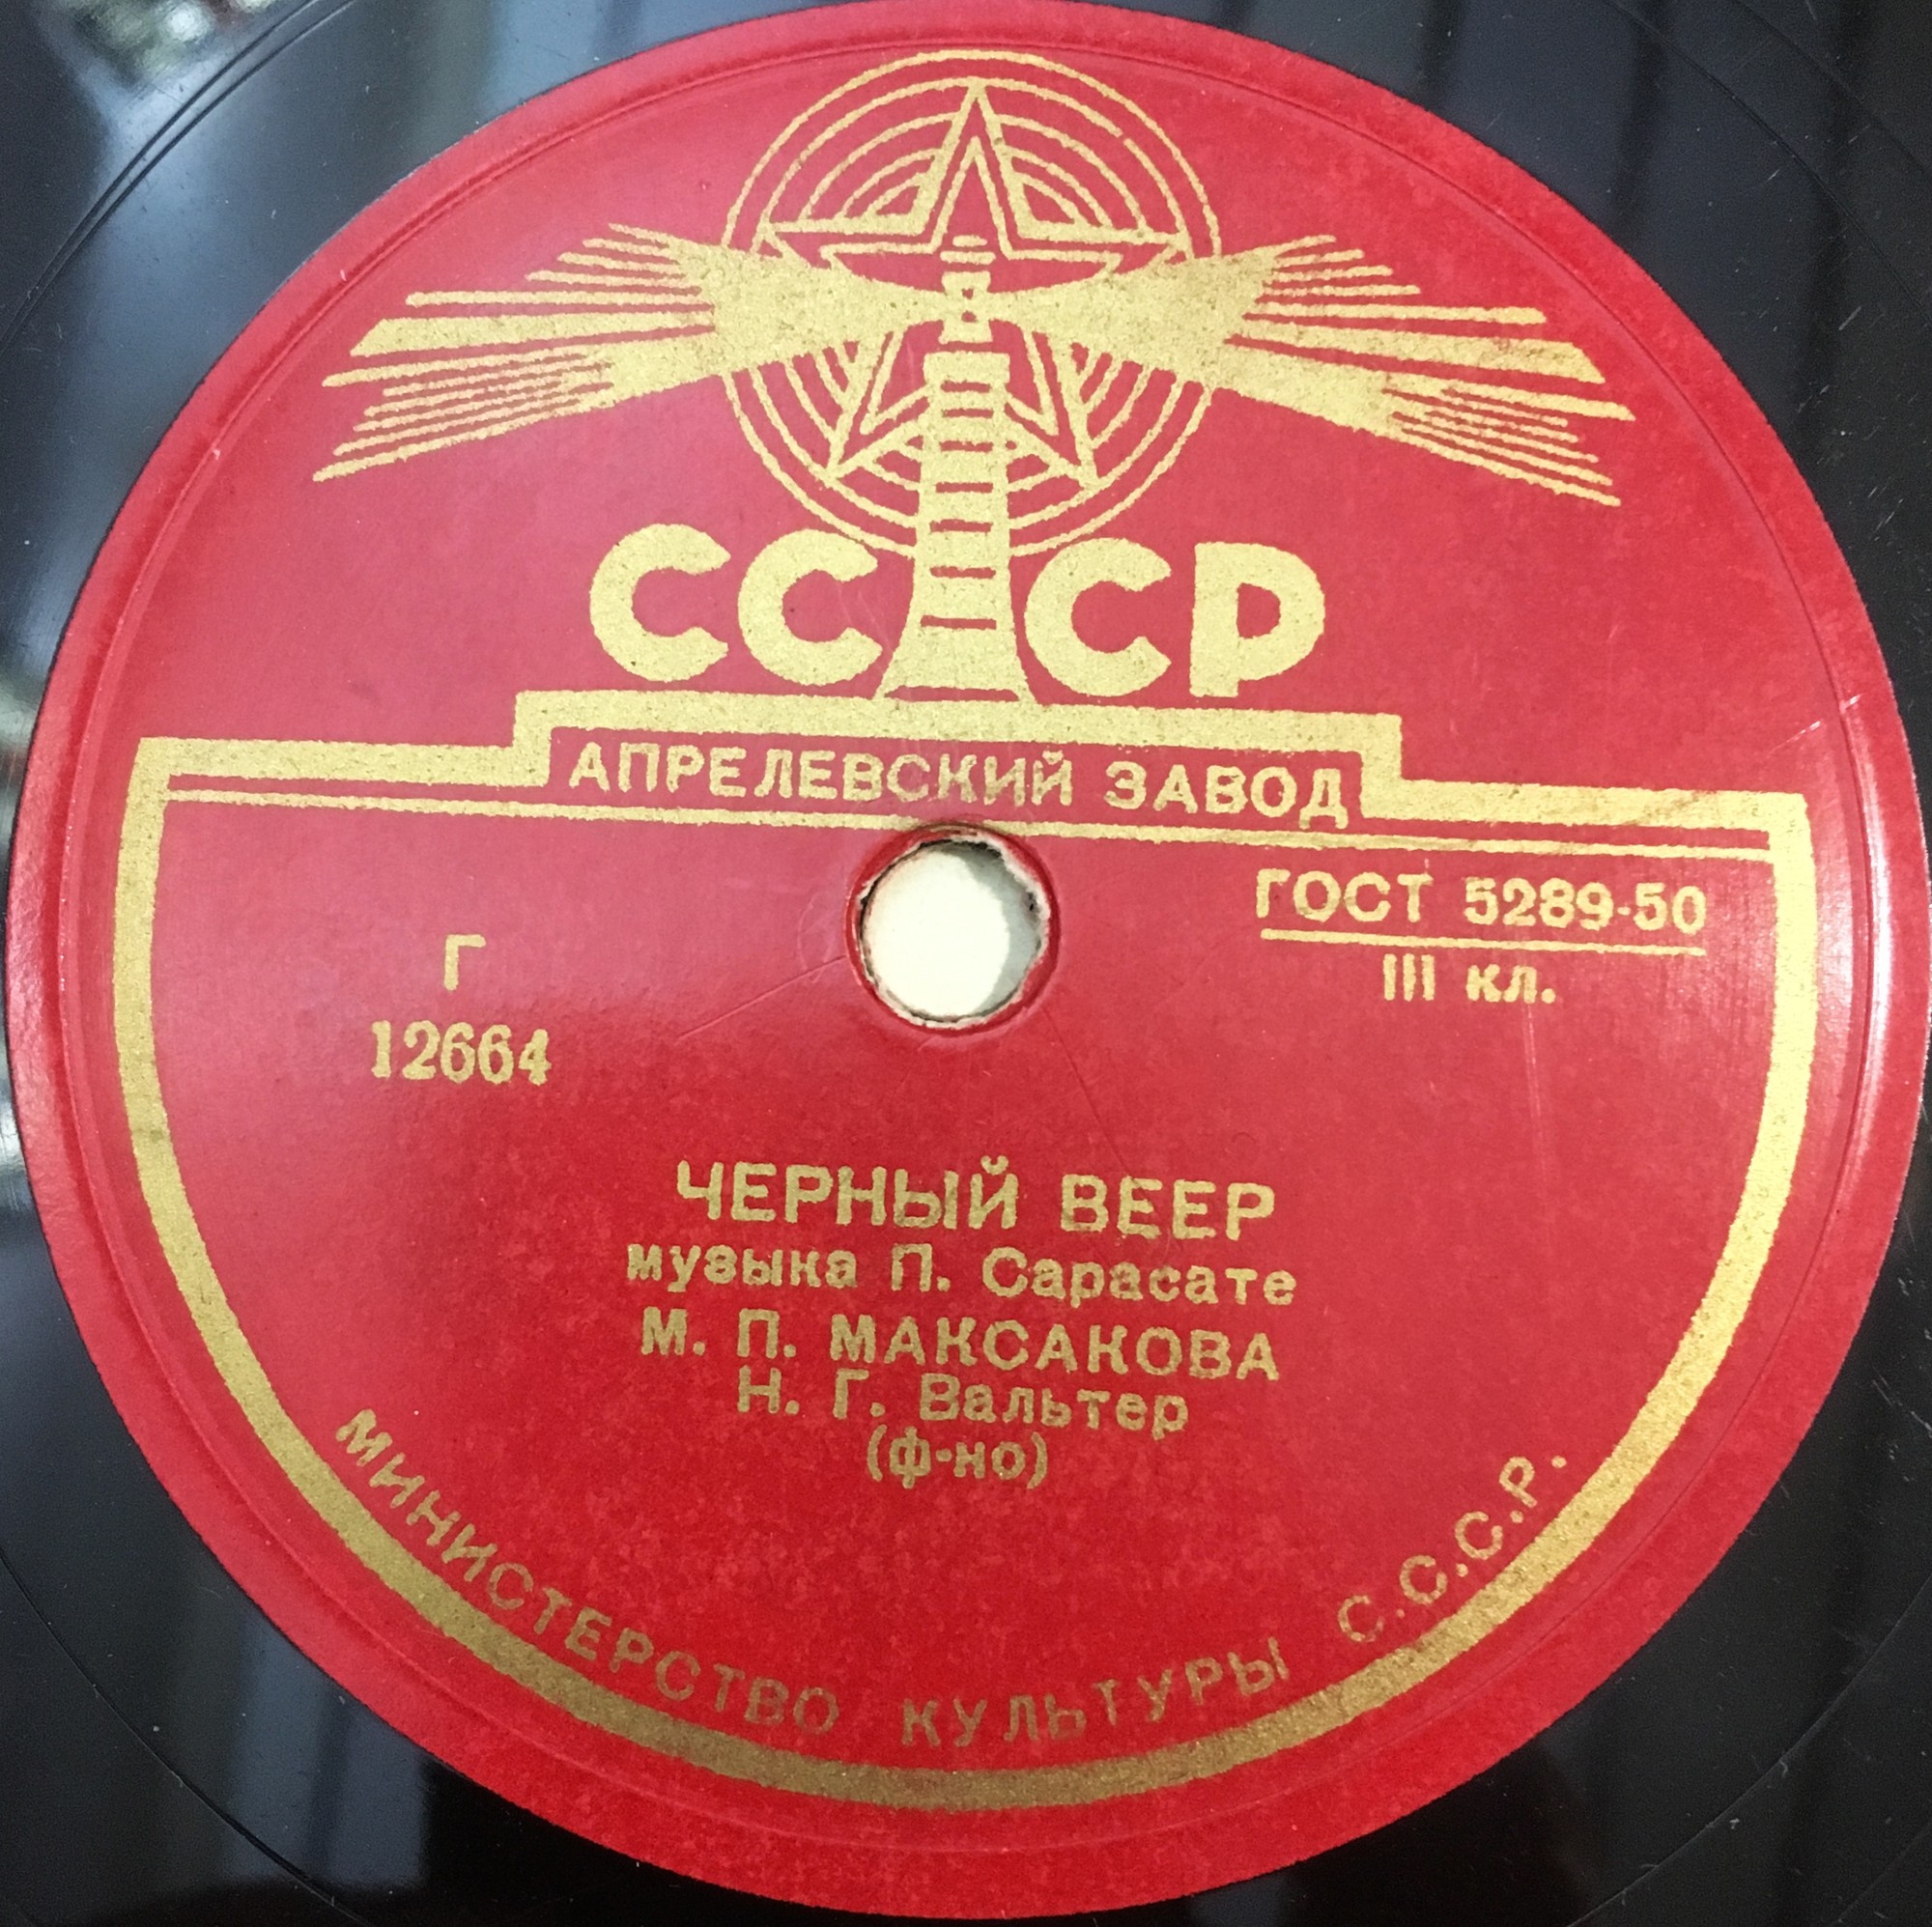 СССР
АПРЕЛЕВСКИЙ ЗАВОД
ГОСТ 5289-50
III кл.
Г
12664
ЧЕРНЫЙ ВЕЕР
музыка П. Сарасате
М. П. МАКСАКОВА
Н. Г. Вальтер
(ф-но)
МИНИСТЕРСТВО КУЛЬТУРЫ С.С.С.Р.